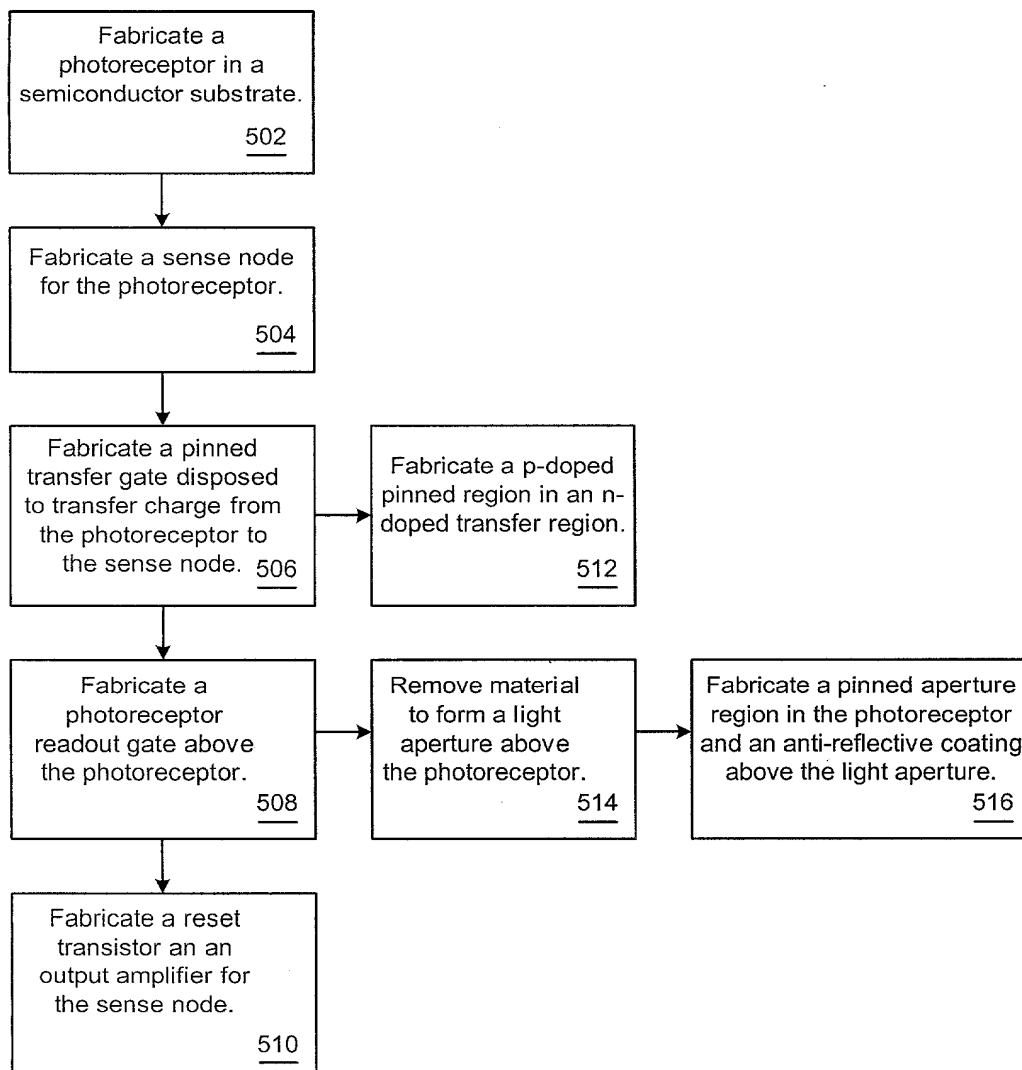 Fabricate a
photoreceptor in a
semiconductor substrate.
502
Fabricate a sense node
for the photoreceptor.
504
Fabricate a pinned
transfer gate disposed
to transfer charge from
the photoreceptor to
the sense node.
506
Fabricate a p-doped
pinned region in an n-
doped transfer region.
512
Fabricate a
photoreceptor
readout gate above
the photoreceptor.
508
Remove material
to form a light
aperture above
the photoreceptor.
514
Fabricate a pinned aperture
region in the photoreceptor
and an anti-reflective coating
above the light aperture.
516
Fabricate a reset
transistor an an
output amplifier for
the sense node.
510